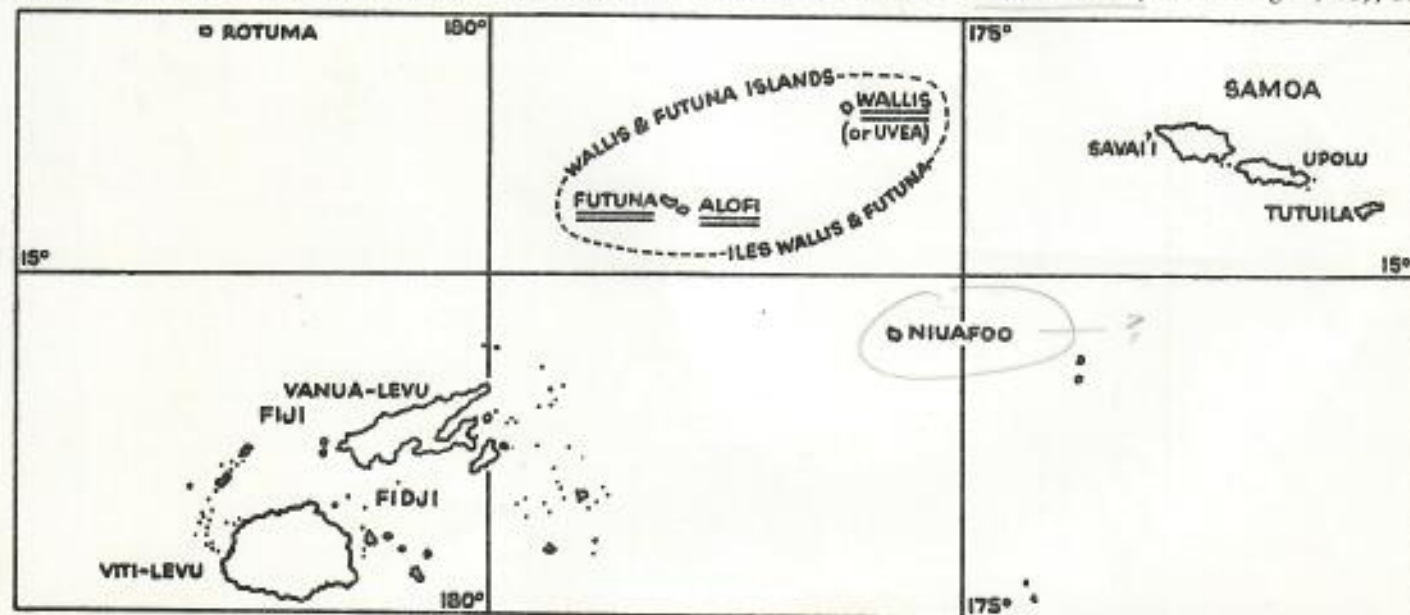 ROTUMA
180°
175°
WALLIS & FUTUNA ISLANDS
WALLIS
(or UVEA)
SAMOA
SAVAI'I
UPOLU
FUTUNA
ALOFI
TUTUILA
ILES WALLIS & FUTUNA
15°
15°
NIUAFOO
VANUA-LEVU
FIJI
FIDJI
VITI-LEVU
180°
175°